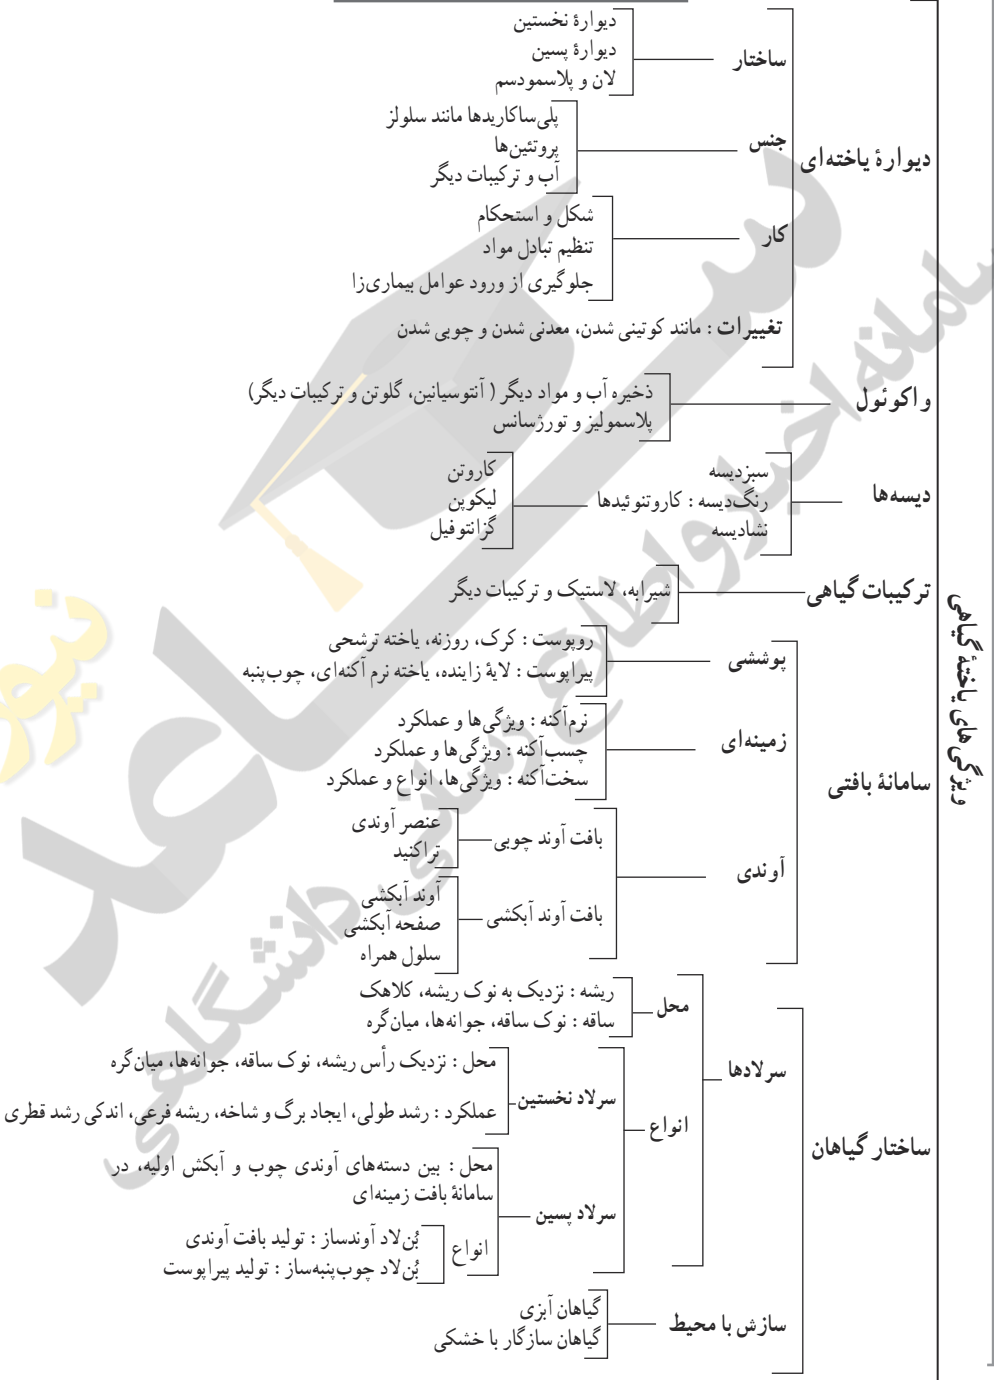 ویژگی های یاختهٔ گیاهی
دیوارهٔ یاخته‌ای
ساختار
دیوارهٔ نخستین
دیوارهٔ پسین
لان و پلاسمودسم
جنس
پلی‌ساکاریدها مانند سلولز
پروتئین‌ها
آب و ترکیبات دیگر
کار
شکل و استحکام
تنظیم تبادل مواد
جلوگیری از ورود عوامل بیماری‌زا
تغییرات : مانند کوتینی شدن، معدنی شدن و چوبی شدن
واکوئول
ذخیره آب و مواد دیگر ( آنتوسیانین، گلوتن و ترکیبات دیگر)
پلاسمولیز و تورژسانس
دیسه‌ها
سبزدیسه
رنگ‌دیسه : کاروتنوئیدها
کاروتن
لیکوپن
گزانتوفیل
نشادیسه
ترکیبات گیاهی
شیرابه، لاستیک و ترکیبات دیگر
سامانهٔ بافتی
پوششی
روپوست : کرک، روزنه، یاخته ترشحی
پیراپوست : لایهٔ زاینده، یاخته نرم آکنه‌ای، چوب‌پنبه
زمینه‌ای
نرم‌آکنه : ویژگی‌ها و عملکرد
چسب‌آکنه : ویژگی‌ها و عملکرد
سخت‌آکنه : ویژگی‌ها، انواع و عملکرد
آوندی
بافت آوند چوبی
عنصر آوندی
تراکئید
بافت آوند آبکشی
آوند آبکشی
صفحه آبکشی
سلول همراه
ساختار گیاهان
سرلادها
محل
ریشه : نزدیک به نوک ریشه، کلاهک
ساقه : نوک ساقه، جوانه‌ها، میان‌گره
انواع
سرلاد نخستین
محل : نزدیک رأس ریشه، نوک ساقه، جوانه‌ها، میان‌گره
عملکرد : رشد طولی، ایجاد برگ و شاخه، ریشه فرعی، اندکی رشد قطری
سرلاد پسین
محل : بین دسته‌های آوندی چوب و آبکش اولیه، در
سامانهٔ بافت زمینه‌ای
انواع
بُن‌لاد آوندساز : تولید بافت آوندی
بُن‌لاد چوب‌پنبه‌ساز : تولید پیراپوست
سازش با محیط
گیاهان آبزی
گیاهان سازگار با خشکی